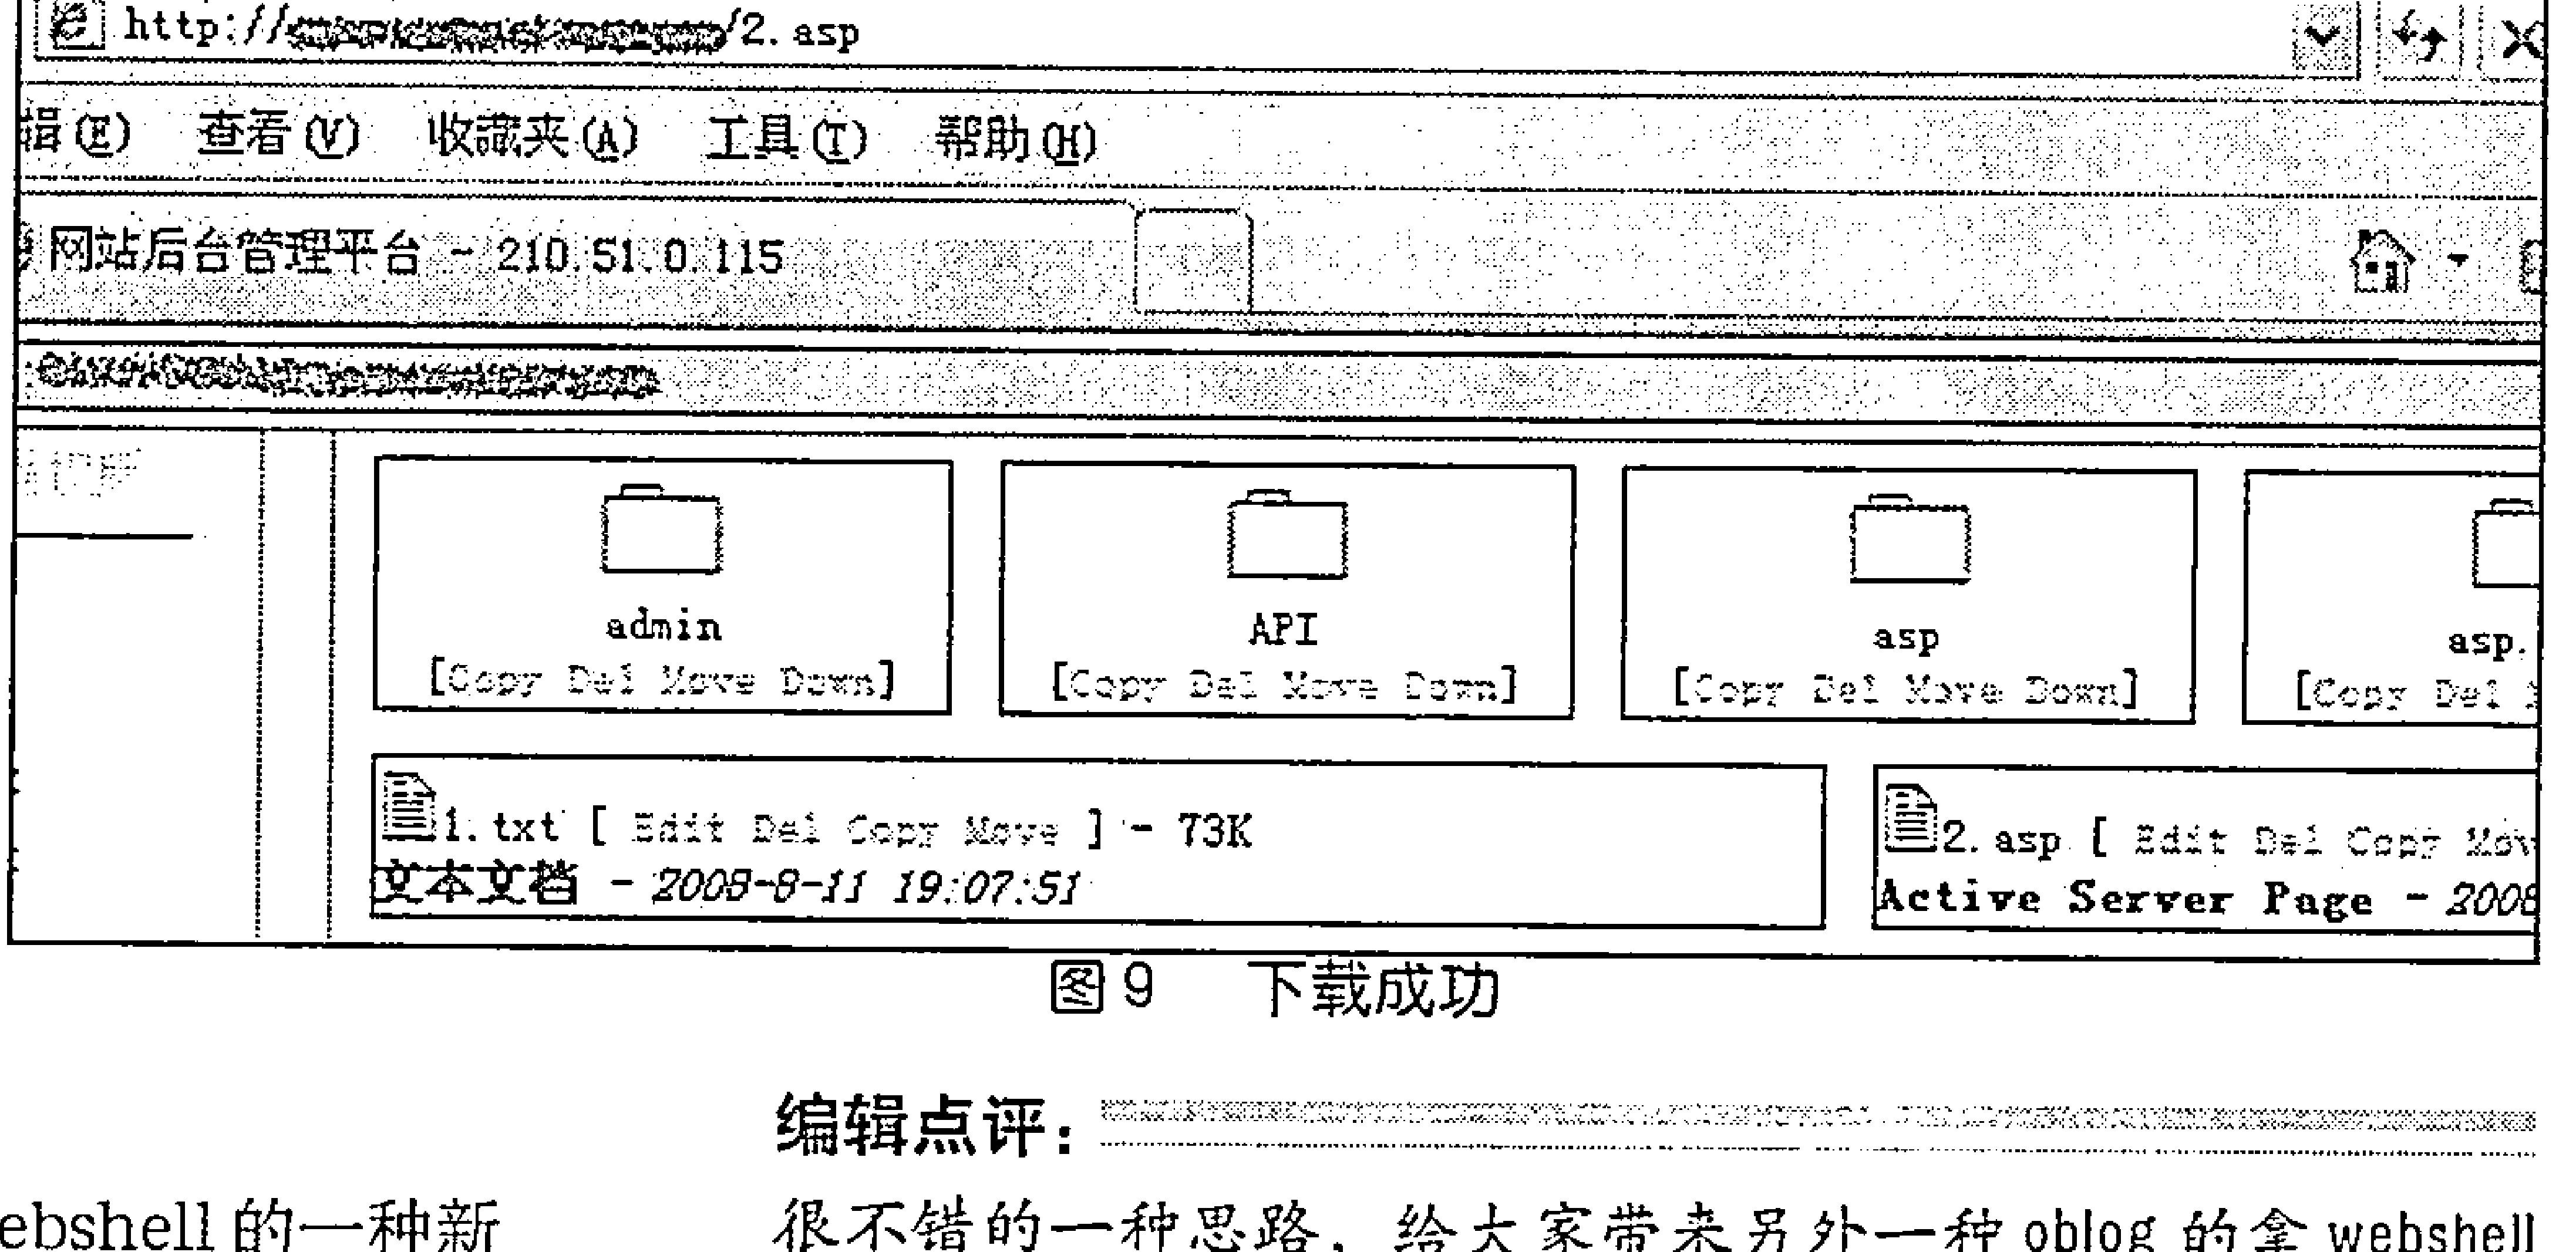 http://
/2.asp
辑(E) 查看(V) 收藏夹(A) 工具(T) 帮助(H)
网站后台管理平台 - 210.51.0.115
admin
[Copy Del Move Down]
API
[Copy Del Move Down]
asp
[Copy Del Move Down]
asp.
[Copy Del
1.txt [ Edit Del Copy Move ] - 73K
文本文档 - 2008-8-11 19:07:51
2.asp [ Edit Del Copy Mov
Active Server Page - 2008
图9 下载成功
编辑点评：
ebshell 的一种新
很不错的一种思路，给大家带来另外一种 oblog 的拿 webshell